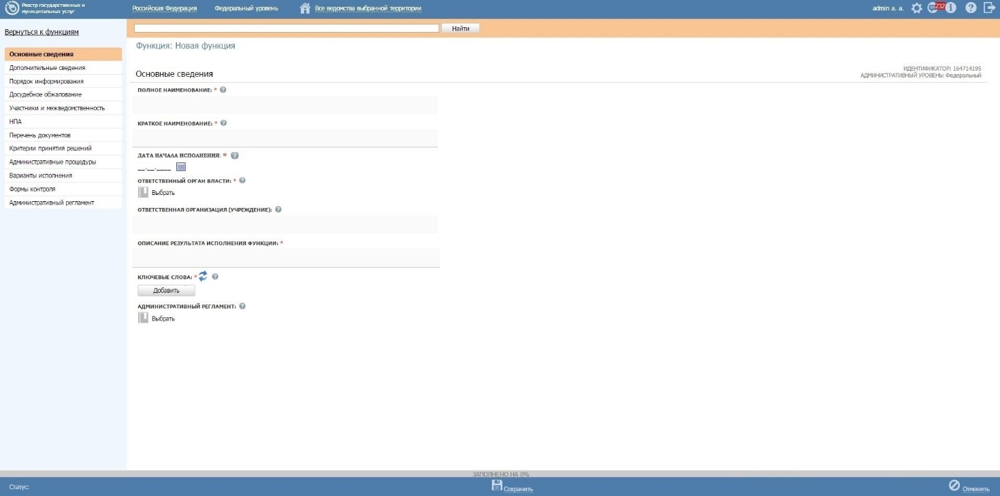 Реестр государственных и
муниципальных услуг
Российская Федерация Федеральный уровень Все ведомства выбранной территории
admin a. a. 232
Вернуться к функциям
Найти
Функция: Новая функция
Основные сведения
Дополнительные сведения
Порядок информирования
Досудебное обжалование
Участники и межведомственность
НПА
Перечень документов
Критерии принятия решений
Административные процедуры
Варианты исполнения
Формы контроля
Административный регламент
Основные сведения
ИДЕНТИФИКАТОР: 164714195
АДМИНИСТРАТИВНЫЙ УРОВЕНЬ: Федеральный
ПОЛНОЕ НАИМЕНОВАНИЕ: * ?
КРАТКОЕ НАИМЕНОВАНИЕ: * ?
ДАТА НАЧАЛА ИСПОЛНЕНИЯ: * ?
__.__.____
ОТВЕТСТВЕННЫЙ ОРГАН ВЛАСТИ: * ?
Выбрать
ОТВЕТСТВЕННАЯ ОРГАНИЗАЦИЯ (УЧРЕЖДЕНИЕ): ?
ОПИСАНИЕ РЕЗУЛЬТАТА ИСПОЛНЕНИЯ ФУНКЦИИ: *
КЛЮЧЕВЫЕ СЛОВА: * ?
Добавить
АДМИНИСТРАТИВНЫЙ РЕГЛАМЕНТ: ?
Выбрать
ЗАПОЛНЕНО НА 0%
Статус: Сохранить Отменить